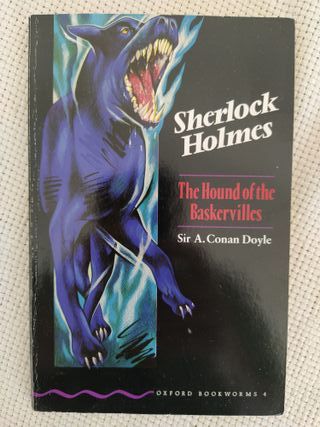 Sherlock
Holmes
The Hound of the
Baskervilles
Sir A. Conan Doyle
OXFORD BOOKWORMS 4